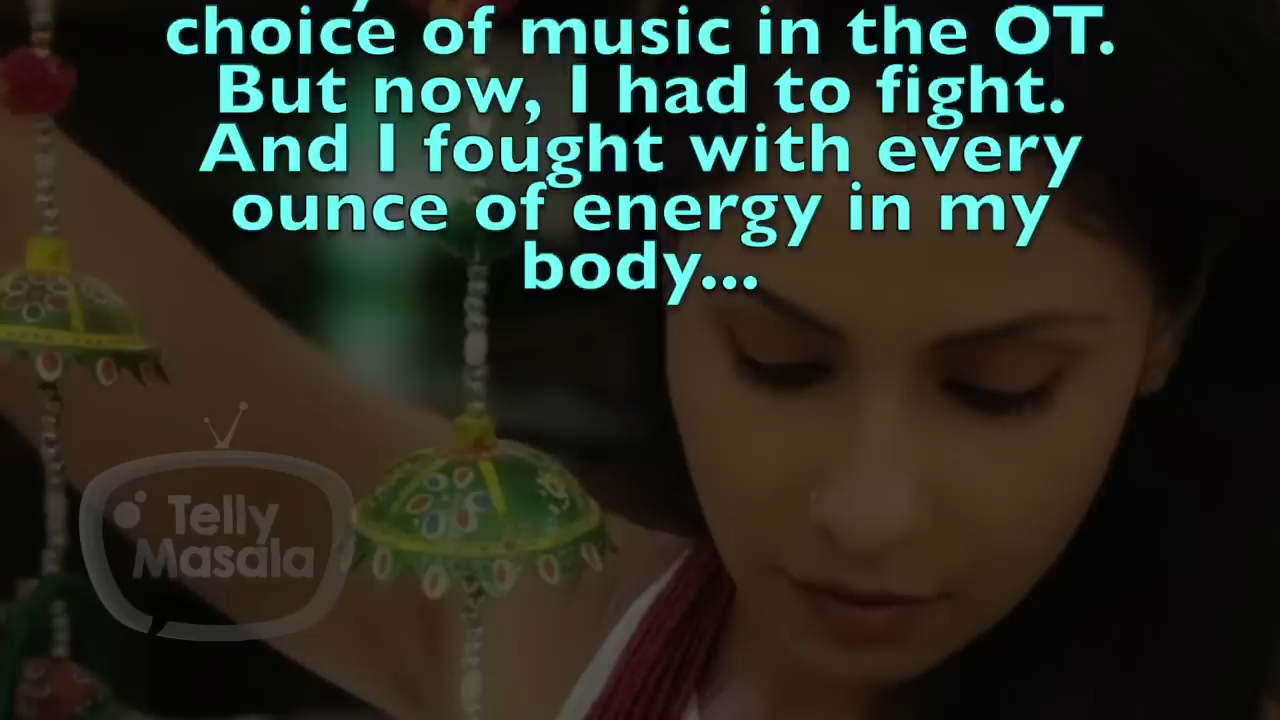 choice of music in the OT.
But now, I had to fight.
And I fought with every
ounce of energy in my
body...
Telly
Masala